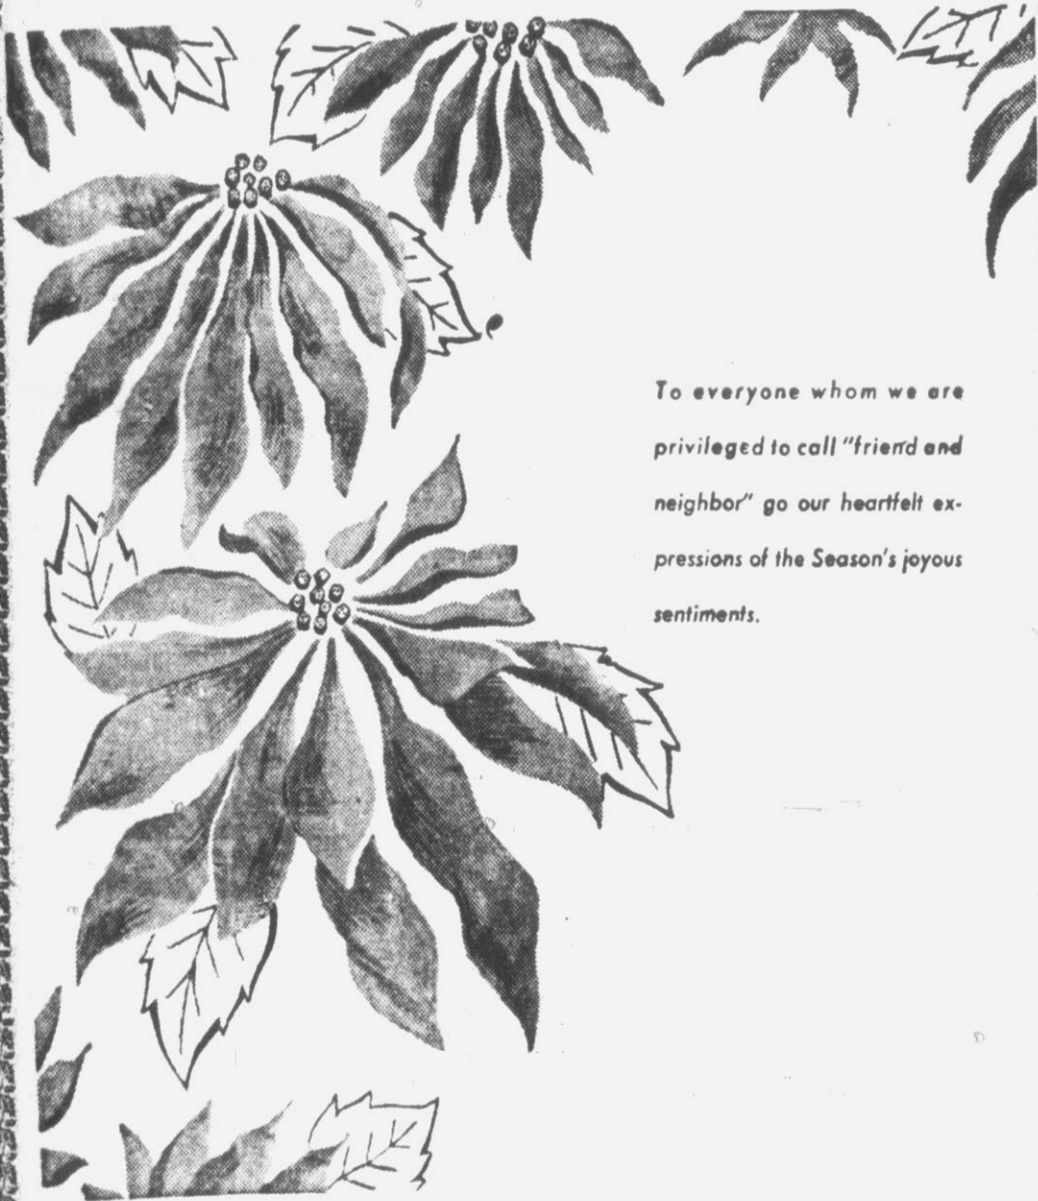 To everyone whom we are
privileged to call "friend and
neighbor" go our heartfelt ex-
pressions of the Season's joyous
sentiments.